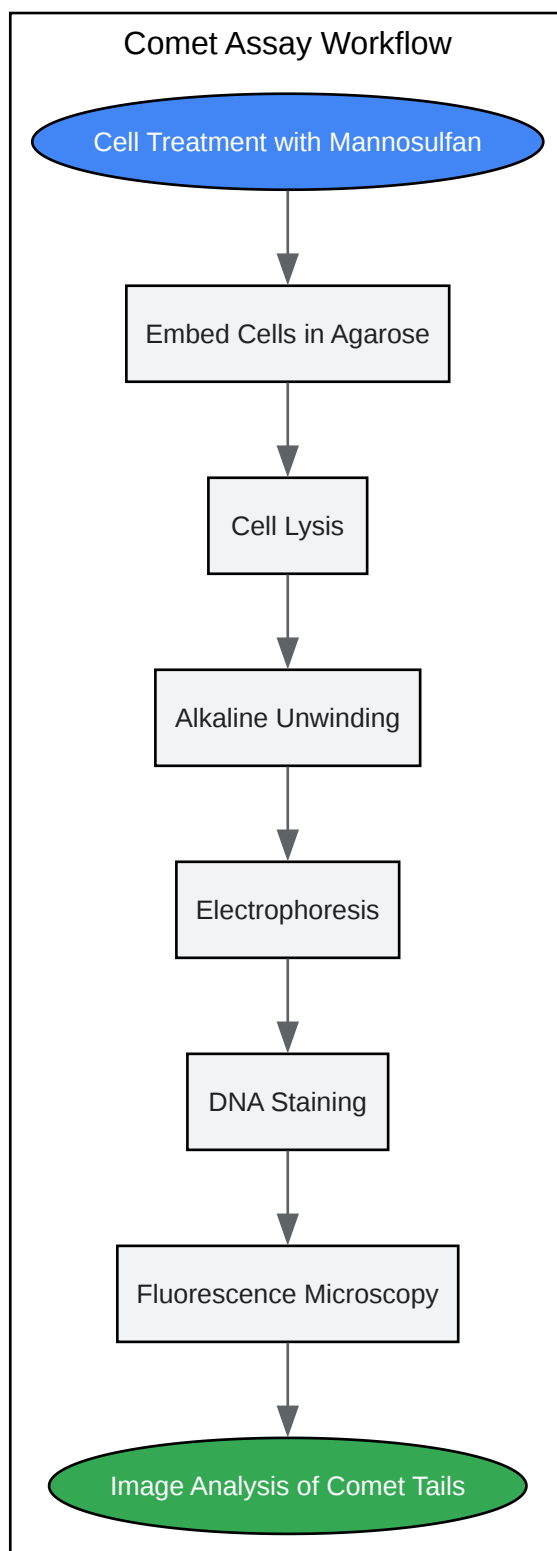 Comet Assay Workflow
Cell Treatment with Mannosulfan
Embed Cells in Agarose
Cell Lysis
Alkaline Unwinding
Electrophoresis
DNA Staining
Fluorescence Microscopy
Image Analysis of Comet Tails